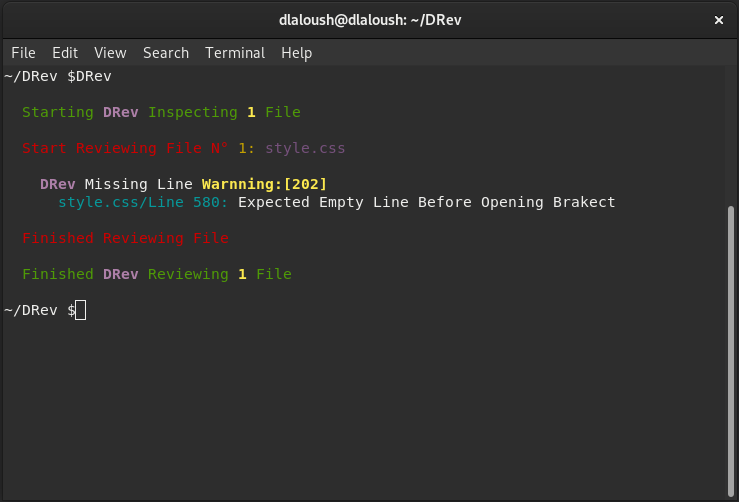 dlaloush@dlaloush: ~/DRev ×
File Edit View Search Terminal Help
~/DRev $DRev
Starting DRev Inspecting 1 File
Start Reviewing File N° 1: style.css
DRev Missing Line Warnning:[202]
style.css/Line 580: Expected Empty Line Before Opening Brakect
Finished Reviewing File
Finished DRev Reviewing 1 File
~/DRev $